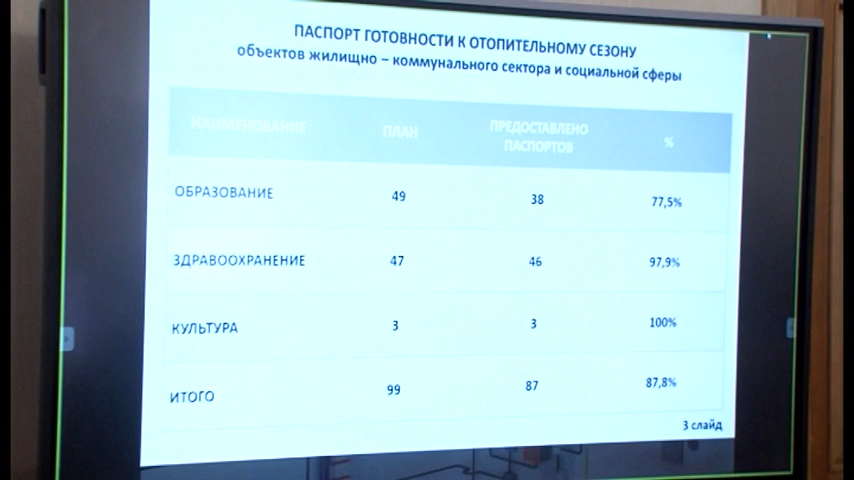 ПАСПОРТ ГОТОВНОСТИ К ОТОПИТЕЛЬНОМУ СЕЗОНУ
объектов жилищно – коммунального сектора и социальной сферы
НАИМЕНОВАНИЕ ПЛАН ПРЕДОСТАВЛЕНО ПАСПОРТОВ %
ОБРАЗОВАНИЕ 49 38 77,5%
ЗДРАВООХРАНЕНИЕ 47 46 97,9%
КУЛЬТУРА 3 3 100%
ИТОГО 99 87 87,8%
3 слайд